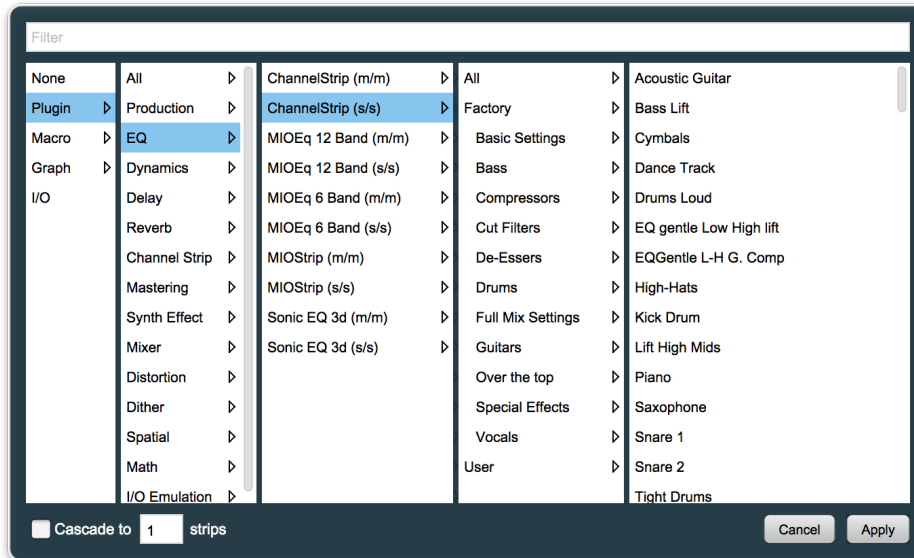 Filter
None
Plugin
Macro
Graph
I/O
All
Production
EQ
Dynamics
Delay
Reverb
Channel Strip
Mastering
Synth Effect
Mixer
Distortion
Dither
Spatial
Math
I/O Emulation
ChannelStrip (m/m)
ChannelStrip (s/s)
MIOEq 12 Band (m/m)
MIOEq 12 Band (s/s)
MIOEq 6 Band (m/m)
MIOEq 6 Band (s/s)
MIOStrip (m/m)
MIOStrip (s/s)
Sonic EQ 3d (m/m)
Sonic EQ 3d (s/s)
All
Factory
Basic Settings
Bass
Compressors
Cut Filters
De-Essers
Drums
Full Mix Settings
Guitars
Over the top
Special Effects
Vocals
User
Acoustic Guitar
Bass Lift
Cymbals
Dance Track
Drums Loud
EQ gentle Low High lift
EQGentle L-H G. Comp
High-Hats
Kick Drum
Lift High Mids
Piano
Saxophone
Snare 1
Snare 2
Tight Drums
Cascade to 1 strips
Cancel
Apply